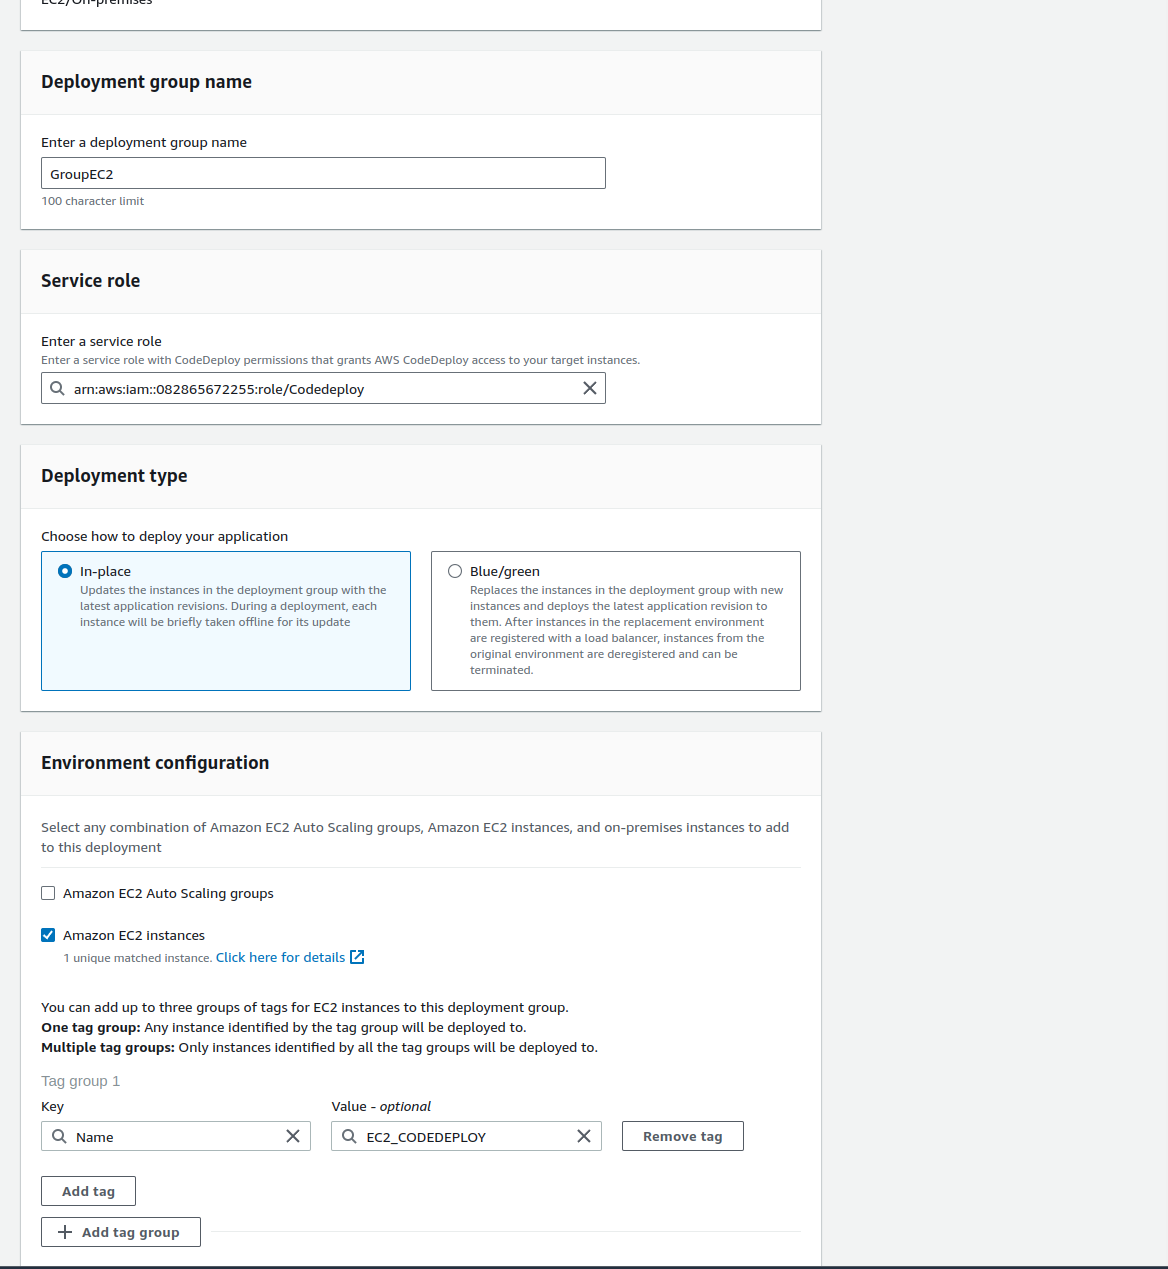 EC2/On-premises
Deployment group name
Enter a deployment group name
GroupEC2
100 character limit
Service role
Enter a service role
Enter a service role with CodeDeploy permissions that grants AWS CodeDeploy access to your target instances.
arn:aws:iam::082865672255:role/Codedeploy
Deployment type
Choose how to deploy your application
In-place
Updates the instances in the deployment group with the
latest application revisions. During a deployment, each
instance will be briefly taken offline for its update
Blue/green
Replaces the instances in the deployment group with new
instances and deploys the latest application revision to
them. After instances in the replacement environment
are registered with a load balancer, instances from the
original environment are deregistered and can be
terminated.
Environment configuration
Select any combination of Amazon EC2 Auto Scaling groups, Amazon EC2 instances, and on-premises instances to add
to this deployment
Amazon EC2 Auto Scaling groups
Amazon EC2 instances
1 unique matched instance. Click here for details
You can add up to three groups of tags for EC2 instances to this deployment group.
One tag group: Any instance identified by the tag group will be deployed to.
Multiple tag groups: Only instances identified by all the tag groups will be deployed to.
Tag group 1
Key
Value - optional
Name
EC2_CODEDEPLOY
Remove tag
Add tag
Add tag group